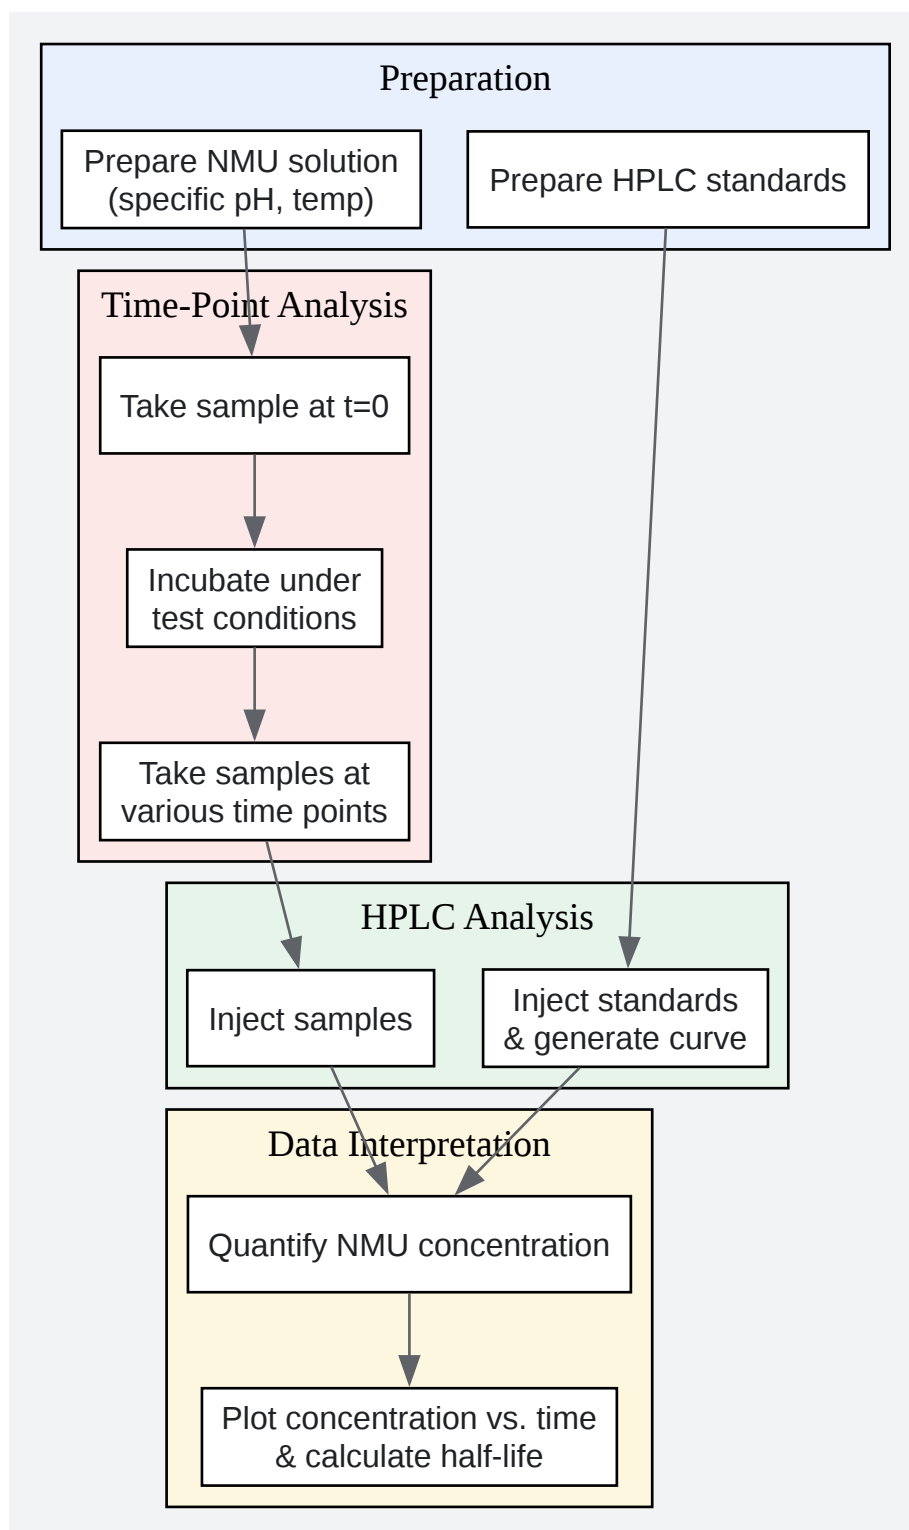 Preparation
Prepare NMU solution
(specific pH, temp)
Prepare HPLC standards
Time-Point Analysis
Take sample at t=0
Incubate under
test conditions
Take samples at
various time points
HPLC Analysis
Inject samples
Inject standards
& generate curve
Data Interpretation
Quantify NMU concentration
Plot concentration vs. time
& calculate half-life